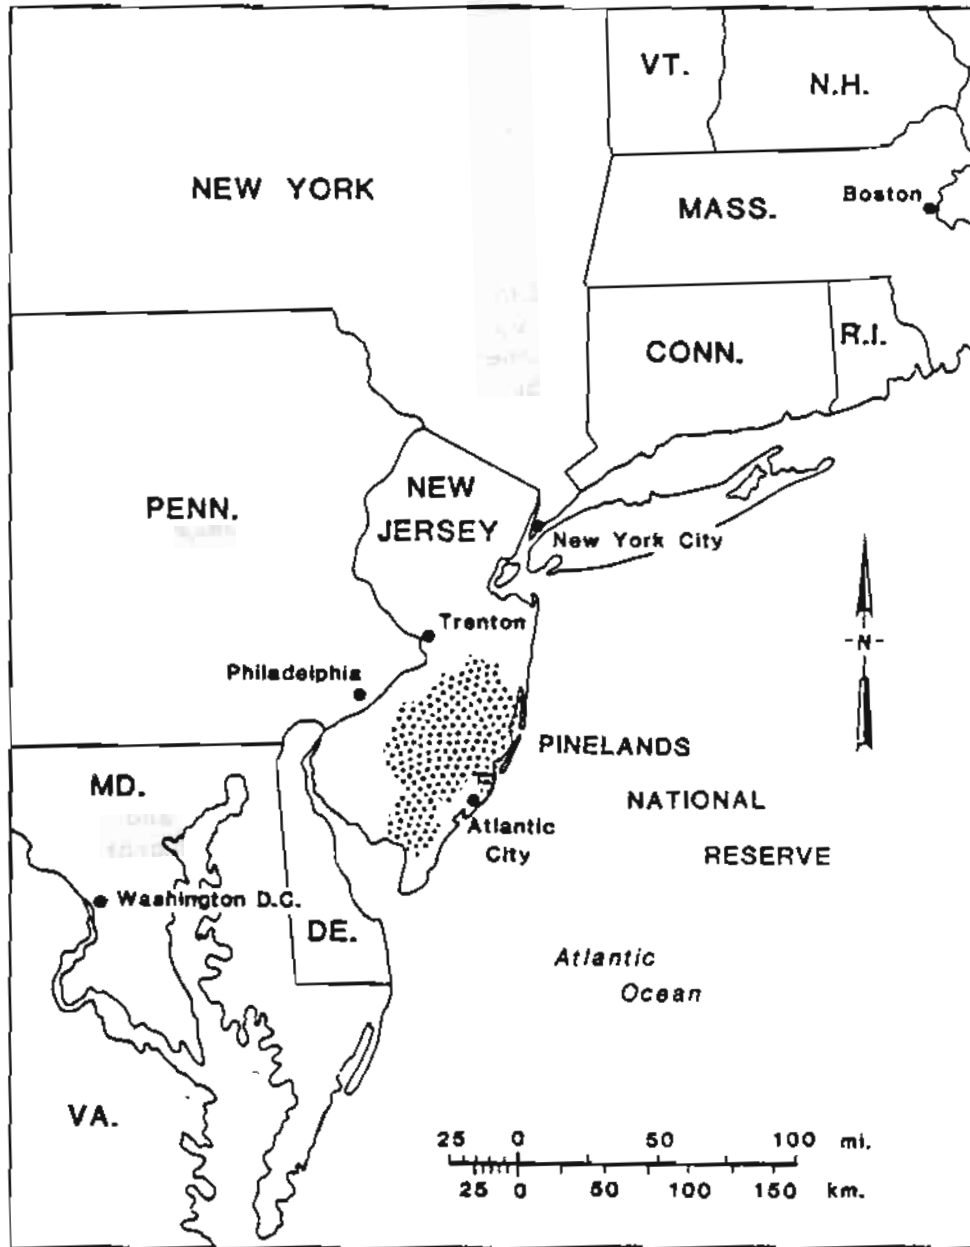 VT.
N.H.
NEW YORK
MASS.
Boston
CONN.
R.I.
PENN.
NEW
JERSEY
New York City
Trenton
Philadelphia
-N-
PINELANDS
NATIONAL
RESERVE
MD.
Atlantic
City
Washington D.C.
DE.
Atlantic
Ocean
VA.
25 0 50 100 mi.
25 0 50 100 150 km.